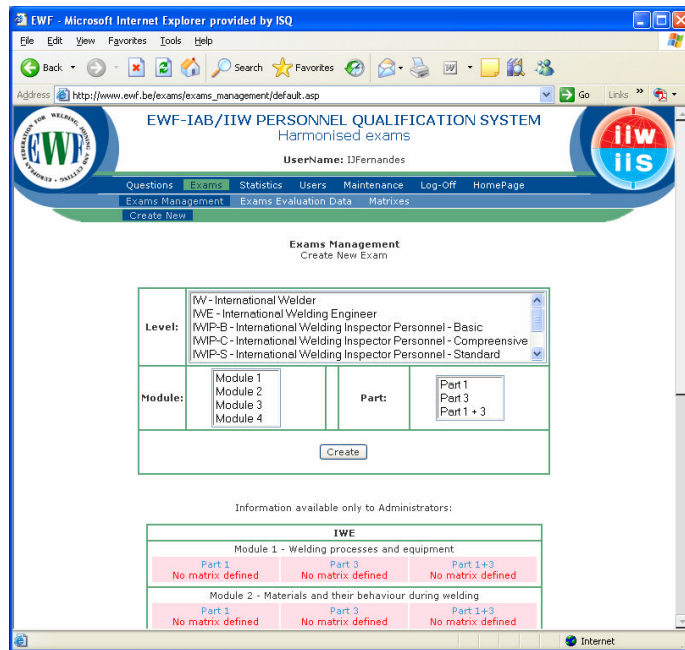 EWF - Microsoft Internet Explorer provided by ISQ
File Edit View Favorites Tools Help
Back Search Favorites
Address http://www.ewf.be/exams/exams_management/default.asp Go Links »
EWF-IAB/IIW PERSONNEL QUALIFICATION SYSTEM
Harmonised exams
UserName: IJFernandes
EUROPEAN FEDERATION FOR WELDING, JOINING AND CUTTING
EWF
iiw
iis
Questions Exams Statistics Users Maintenance Log-Off HomePage
Exams Management Exams Evaluation Data Matrixes
Create New
Exams Management
Create New Exam
Level:
IW - International Welder
IWE - International Welding Engineer
IWIP-B - International Welding Inspector Personnel - Basic
IWIP-C - International Welding Inspector Personnel - Compreensive
IWIP-S - International Welding Inspector Personnel - Standard
Module:
Module 1
Module 2
Module 3
Module 4
Part:
Part 1
Part 3
Part 1 + 3
Create
Information available only to Administrators:
IWE
Module 1 - Welding processes and equipment
Part 1 Part 3 Part 1+3
No matrix defined No matrix defined No matrix defined
Module 2 - Materials and their behaviour during welding
Part 1 Part 3 Part 1+3
No matrix defined No matrix defined No matrix defined
Internet